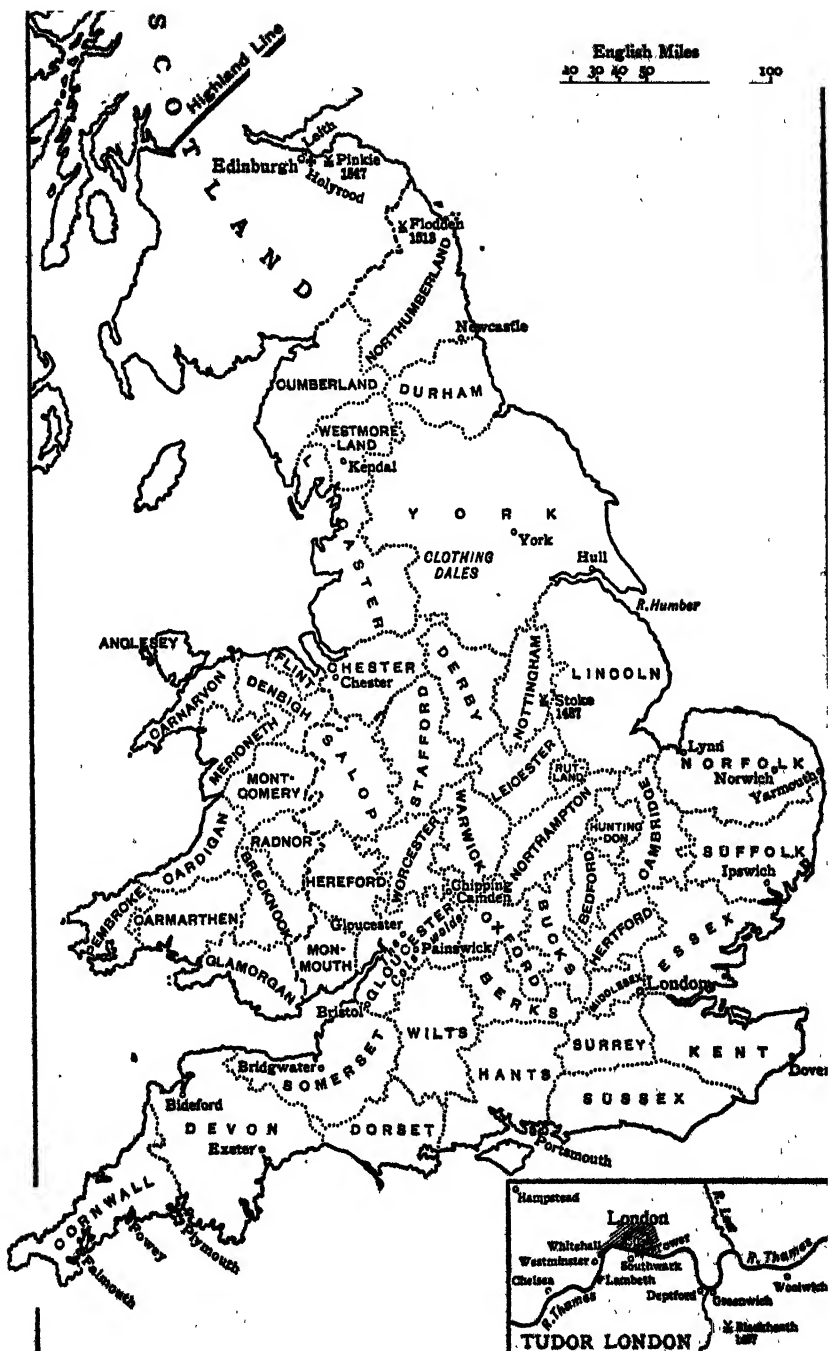 English Miles
10 30 40 50 100
SCOTLAND
Highland Line
Leith
Edinburgh
Holyrood
Pinkie
1547
Flodden
1513
NORTHUMBERLAND
Newcastle
CUMBERLAND
DURHAM
WESTMORE
-LAND
Kendal
LANCASTER
Y O R K
York
CLOTHING
DALES
Hull
R. Humber
ANGLESEY
CARNARVON
DENBIGH
FLINT
CHESTER
Chester
DERBY
NOTTINGHAM
LINCOLN
Stoke
1487
MERIONETH
SALOP
STAFFORD
LEICESTER
RUT-
LAND
Lynn
NORFOLK
Norwich
Yarmouth
MONT-
GOMERY
CARDIGAN
RADNOR
HEREFORD
WORCESTER
WARWICK
NORTHAMPTON
HUNTING
-DON
CAMBRIDGE
SUFFOLK
Ipswich
PEMBROKE
CARMARTHEN
BRECKNOCK
GLAMORGAN
MON-
MOUTH
Gloucester
GLOUCESTER
Cotswolds
Chipping
Camden
Painswick
OXFORD
BUCKS
BEDFORD
HERTFORD
ESSEX
MIDDLESEX
London
Bristol
BERKS
WILTS
SURREY
KENT
Dover
Bridgwater
SOMERSET
HANTS
SUSSEX
Bideford
DEVON
Exeter
DORSET
Portsmouth
CORNWALL
Falmouth
Fowey
Plymouth
Hampstead
London
R. Lea
Whitehall
Tower
Westminster
Southwark
R. Thames
Chelsea
Lambeth
Deptford
Greenwich
Woolwich
R. Thames
Blackheath
1497
TUDOR LONDON